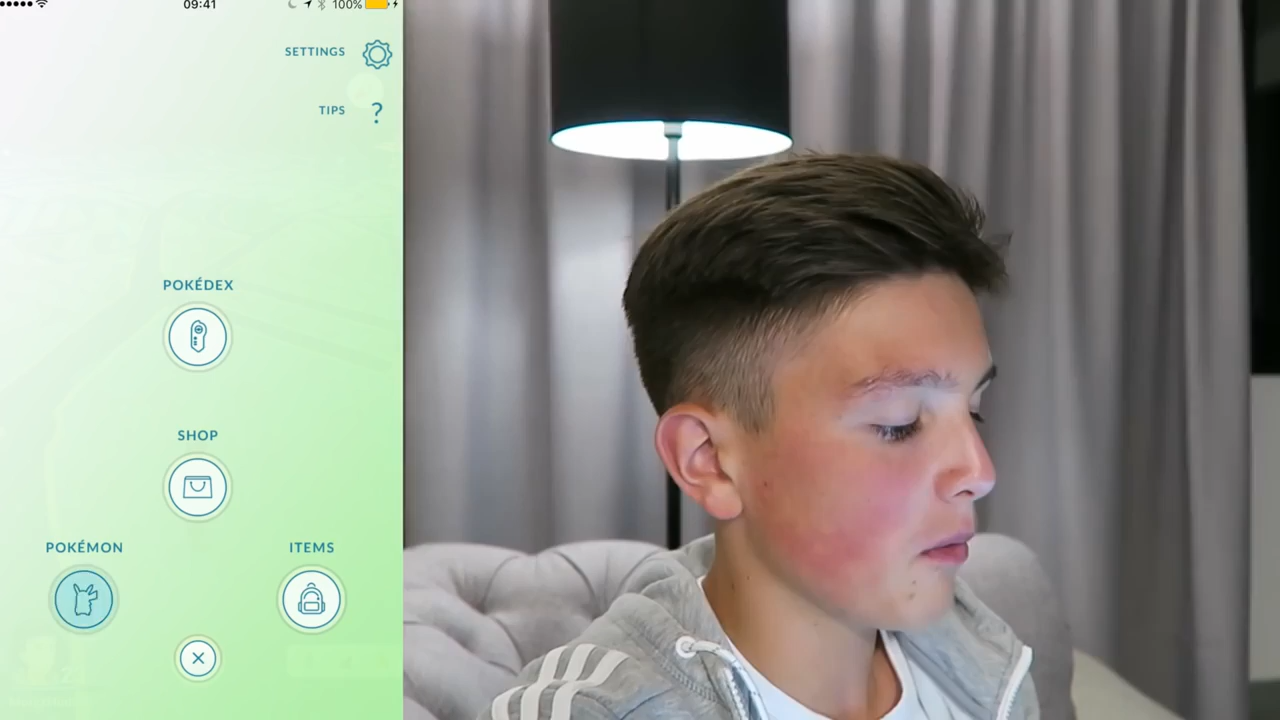 09:41
100%
SETTINGS
TIPS
?
POKÉDEX
SHOP
POKÉMON
ITEMS